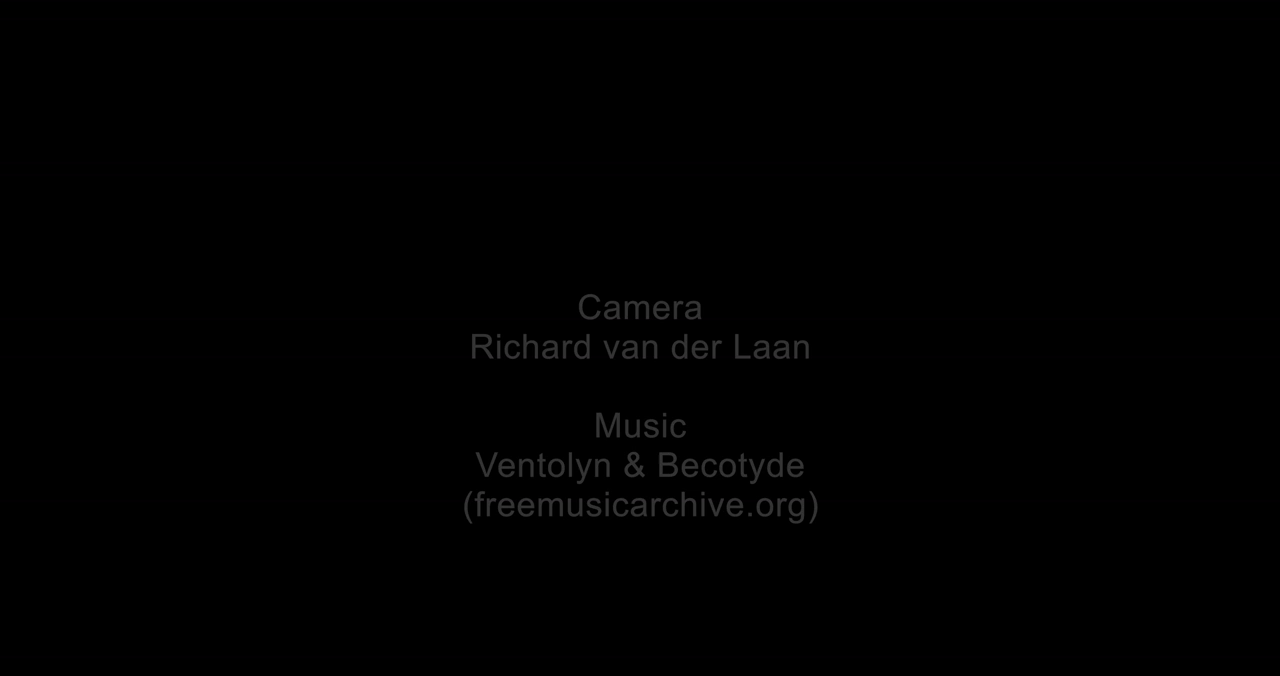 Camera
Richard van der Laan
Music
Ventolyn & Becotyde
(freemusicarchive.org)